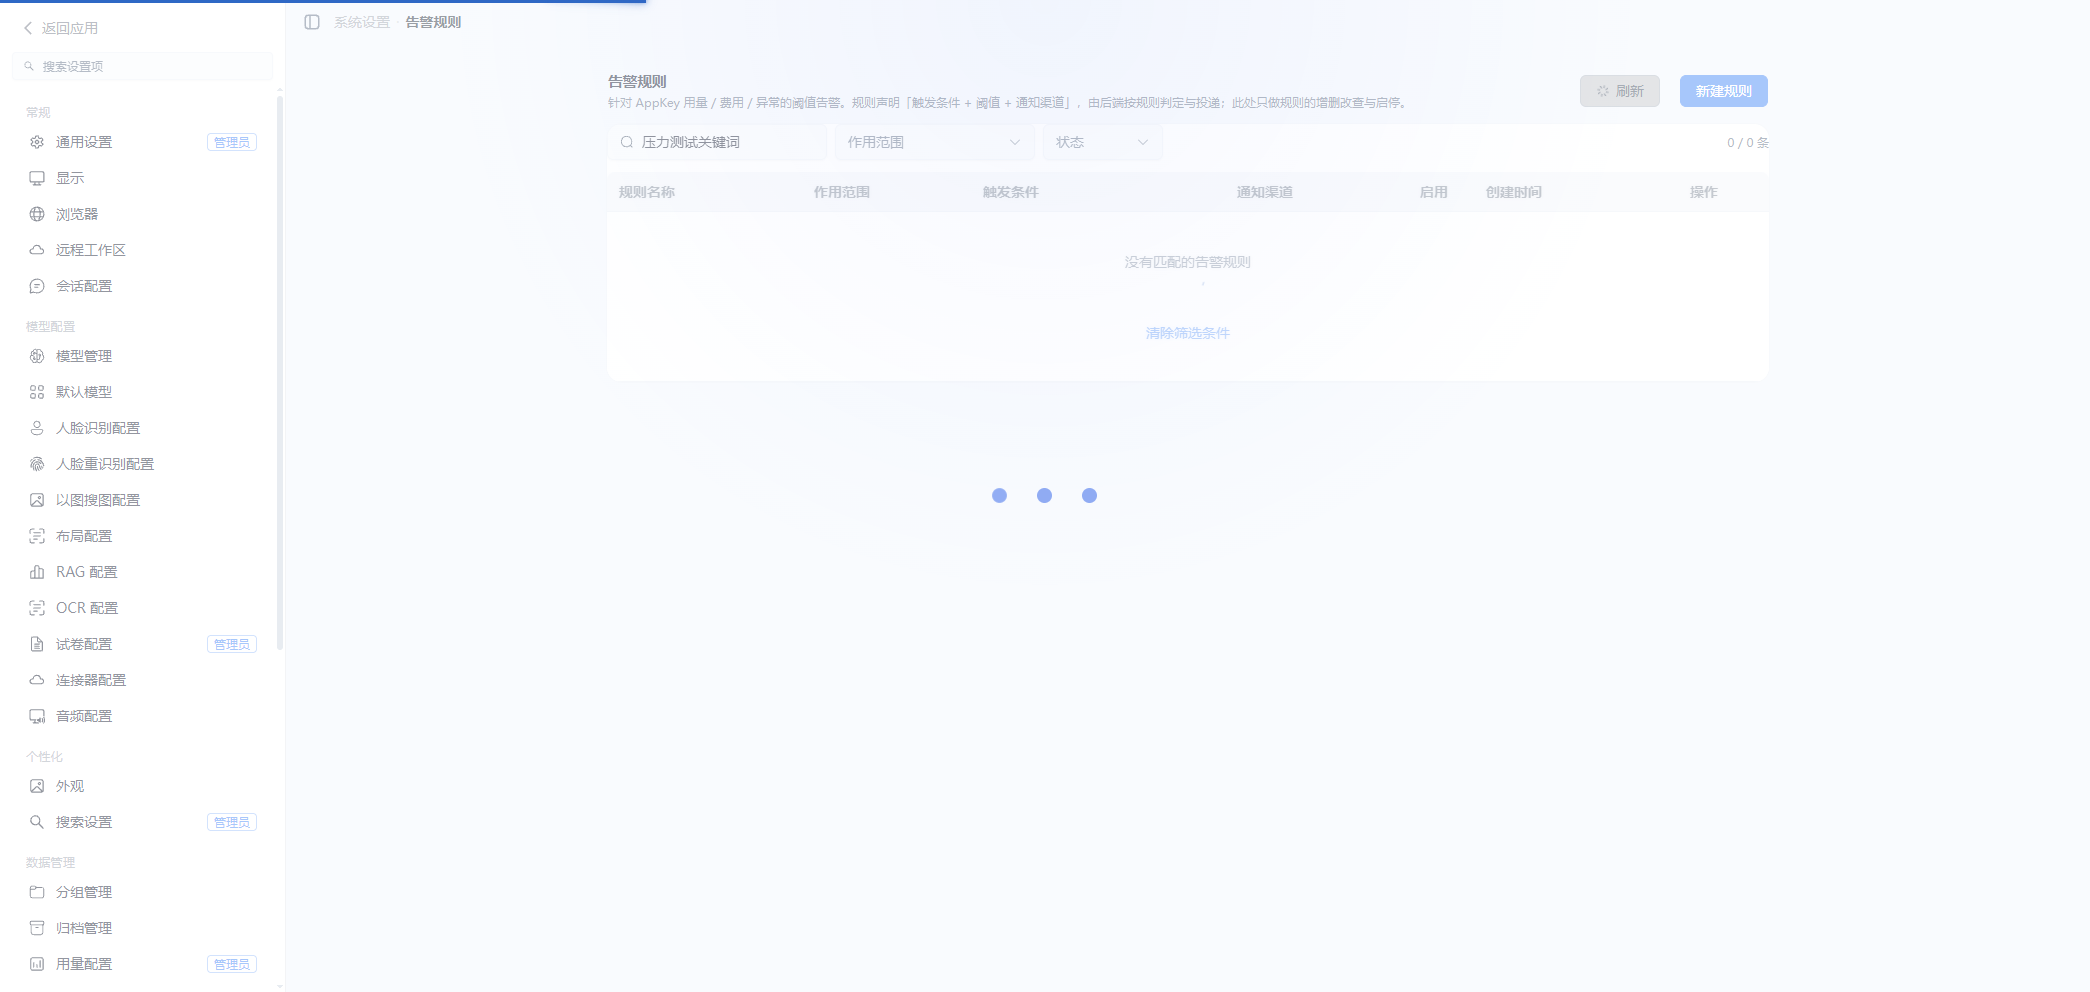 返回应用
搜索设置项
常规
通用设置 管理员
显示
浏览器
远程工作区
会话配置
模型配置
模型管理
默认模型
人脸识别配置
人脸重识别配置
以图搜图配置
布局配置
RAG 配置
OCR 配置
试卷配置 管理员
连接器配置
音频配置
个性化
外观
搜索设置 管理员
数据管理
分组管理
归档管理
用量配置 管理员
系统设置 · 告警规则
告警规则
针对 AppKey 用量 / 费用 / 异常的阈值告警。规则声明「触发条件 + 阈值 + 通知渠道」，由后端按规则判定与投递；此处只做规则的增删改查与启停。
刷新 新建规则
压力测试关键词 作用范围 状态 0 / 0 条
规则名称 作用范围 触发条件 通知渠道 启用 创建时间 操作
没有匹配的告警规则
清除筛选条件